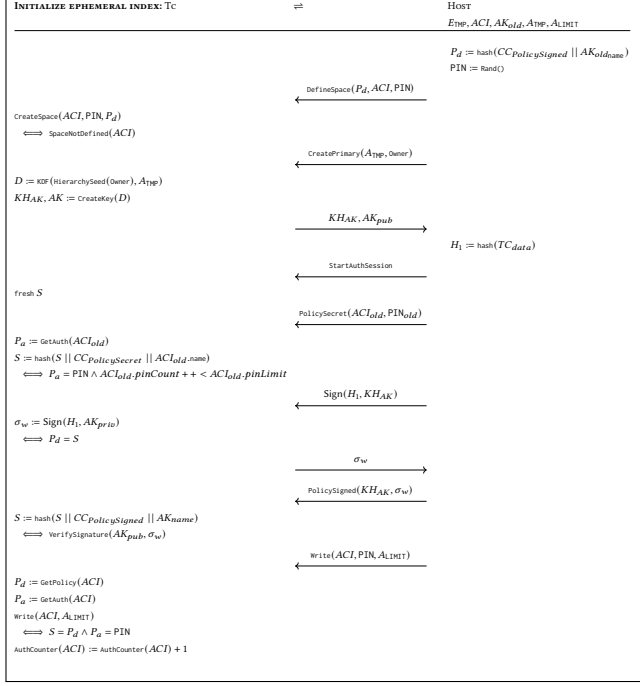 INITIALIZE EPHEMERAL INDEX: Tc ⇌ Host
E_TMP, ACI, AK_old, A_TMP, A_LIMIT
P_d := hash(CC_PolicySigned || AK_old_name)
PIN := Rand()
DefineSpace(P_d, ACI, PIN)
CreateSpace(ACI, PIN, P_d)
⟺ SpaceNotDefined(ACI)
CreatePrimary(A_TMP, Owner)
D := KDF(HierarchySeed(Owner), A_TMP)
KH_AK, AK := CreateKey(D)
KH_AK, AK_pub
H_1 := hash(TC_data)
StartAuthSession
fresh S
PolicySecret(ACI_old, PIN_old)
P_a := GetAuth(ACI_old)
S := hash(S || CC_PolicySecret || ACI_old.name)
⟺ P_a = PIN ∧ ACI_old.pinCount ++ < ACI_old.pinLimit
Sign(H_1, KH_AK)
σ_w := Sign(H_1, AK_priv)
⟺ P_d = S
σ_w
PolicySigned(KH_AK, σ_w)
S := hash(S || CC_PolicySigned || AK_name)
⟺ VerifySignature(AK_pub, σ_w)
Write(ACI, PIN, A_LIMIT)
P_d := GetPolicy(ACI)
P_a := GetAuth(ACI)
Write(ACI, A_LIMIT)
⟺ S = P_d ∧ P_a = PIN
AuthCounter(ACI) := AuthCounter(ACI) + 1